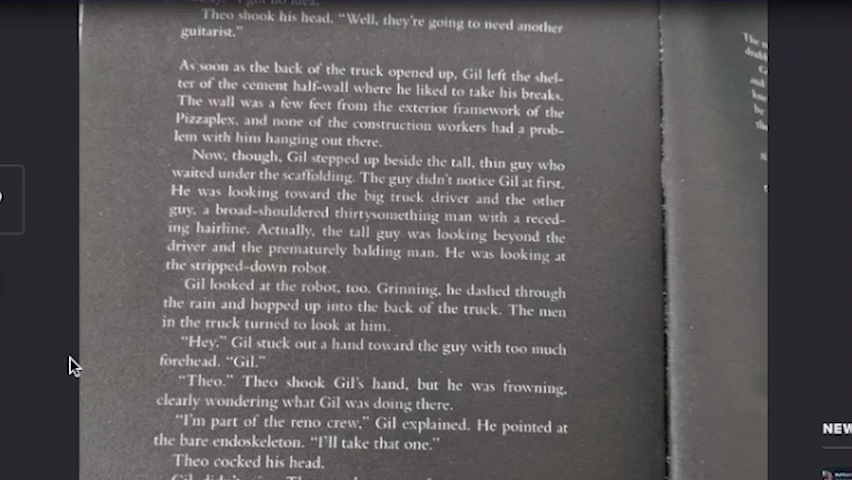 Theo shook his head. "Well, they're going to need another
guitarist."
As soon as the back of the truck opened up, Gil left the shel-
ter of the cement half-wall where he liked to take his breaks.
The wall was a few feet from the exterior framework of the
Pizzaplex, and none of the construction workers had a prob-
lem with him hanging out there.
Now, though, Gil stepped up beside the tall, thin guy who
waited under the scaffolding. The guy didn't notice Gil at first.
He was looking toward the big truck driver and the other
guy, a broad-shouldered thirtysomething man with a reced-
ing hairline. Actually, the tall guy was looking beyond the
driver and the prematurely balding man. He was looking at
the stripped-down robot.
Gil looked at the robot, too. Grinning, he dashed through
the rain and hopped up into the back of the truck. The men
in the truck turned to look at him.
"Hey." Gil stuck out a hand toward the guy with too much
forehead. "Gil."
"Theo." Theo shook Gil's hand, but he was frowning,
clearly wondering what Gil was doing there.
"I'm part of the reno crew," Gil explained. He pointed at
the bare endoskeleton. "I'll take that one."
Theo cocked his head.
NEW